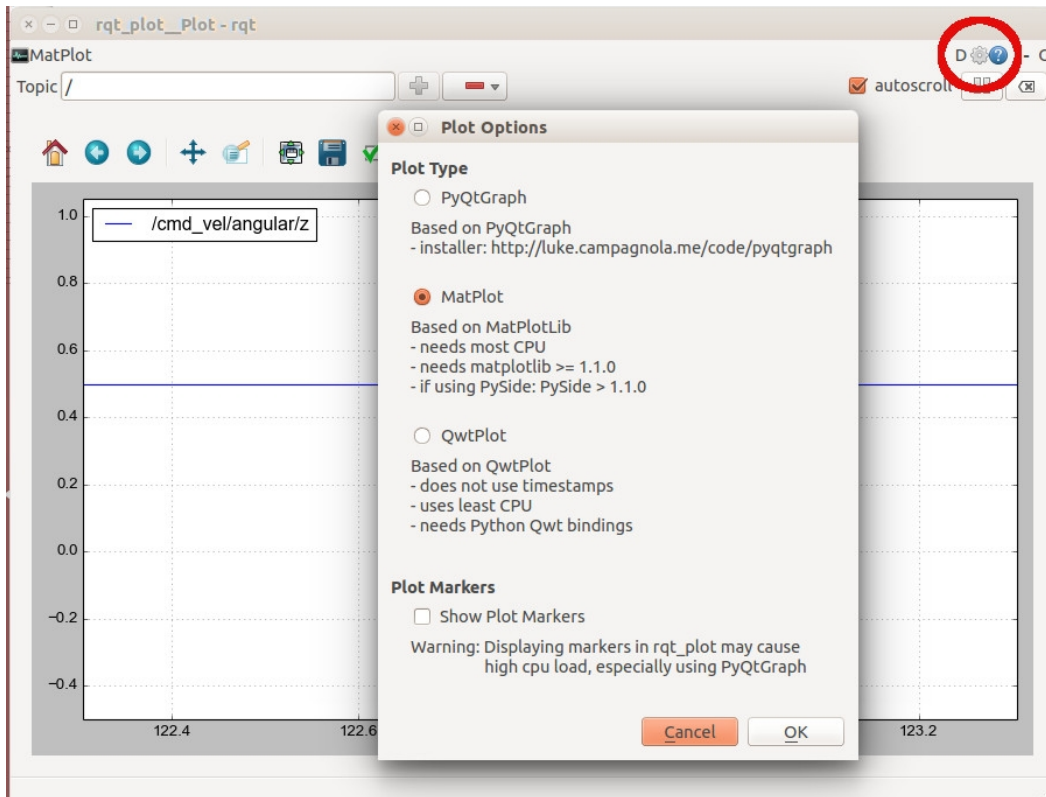 rqt_plot__Plot - rqt
MatPlot
D - C
Topic /
autoscroll
Plot Options
Plot Type
PyQtGraph
Based on PyQtGraph
- installer: http://luke.campagnola.me/code/pyqtgraph
MatPlot
Based on MatPlotLib
- needs most CPU
- needs matplotlib >= 1.1.0
- if using PySide: PySide > 1.1.0
QwtPlot
Based on QwtPlot
- does not use timestamps
- uses least CPU
- needs Python Qwt bindings
Plot Markers
Show Plot Markers
Warning: Displaying markers in rqt_plot may cause
high cpu load, especially using PyQtGraph
Cancel OK
/cmd_vel/angular/z
1.0
0.8
0.6
0.4
0.2
0.0
−0.2
−0.4
122.4 122.6 123.2